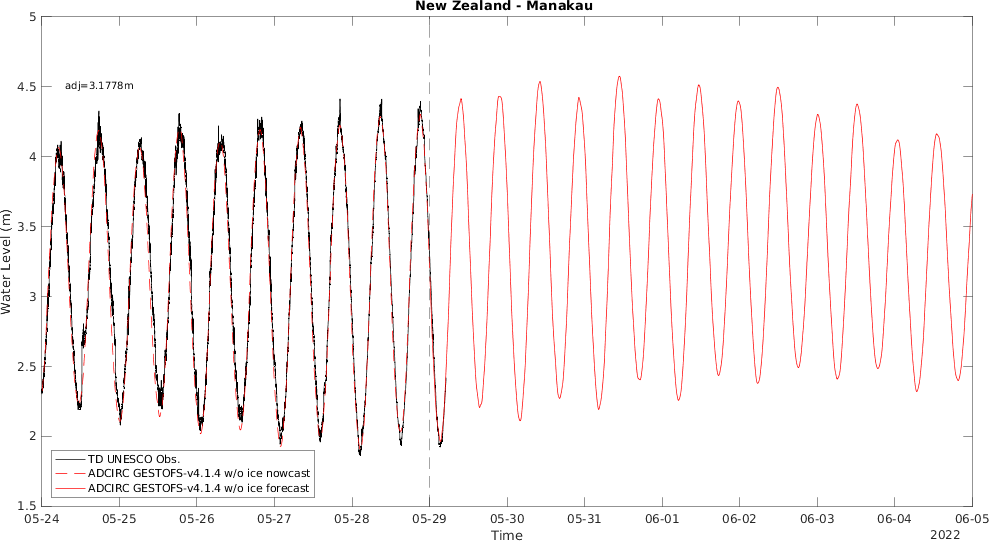 New Zealand - Manakau
5
4.5
4
3.5
3
2.5
2
1.5
Water Level (m)
adj=3.1778m
TD UNESCO Obs.
ADCIRC GESTOFS-v4.1.4 w/o ice nowcast
ADCIRC GESTOFS-v4.1.4 w/o ice forecast
05-24 05-25 05-26 05-27 05-28 05-29 05-30 05-31 06-01 06-02 06-03 06-04 06-05
Time
2022